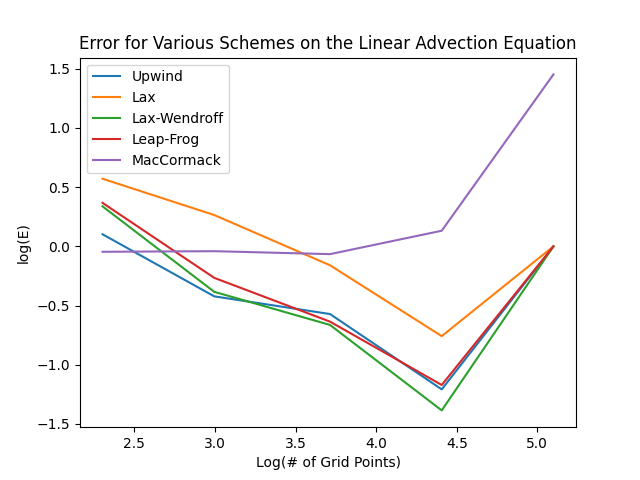 Error for Various Schemes on the Linear Advection Equation
Upwind
Lax
Lax-Wendroff
Leap-Frog
MacCormack
log(E)
1.5
1.0
0.5
0.0
−0.5
−1.0
−1.5
2.5 3.0 3.5 4.0 4.5 5.0
Log(# of Grid Points)